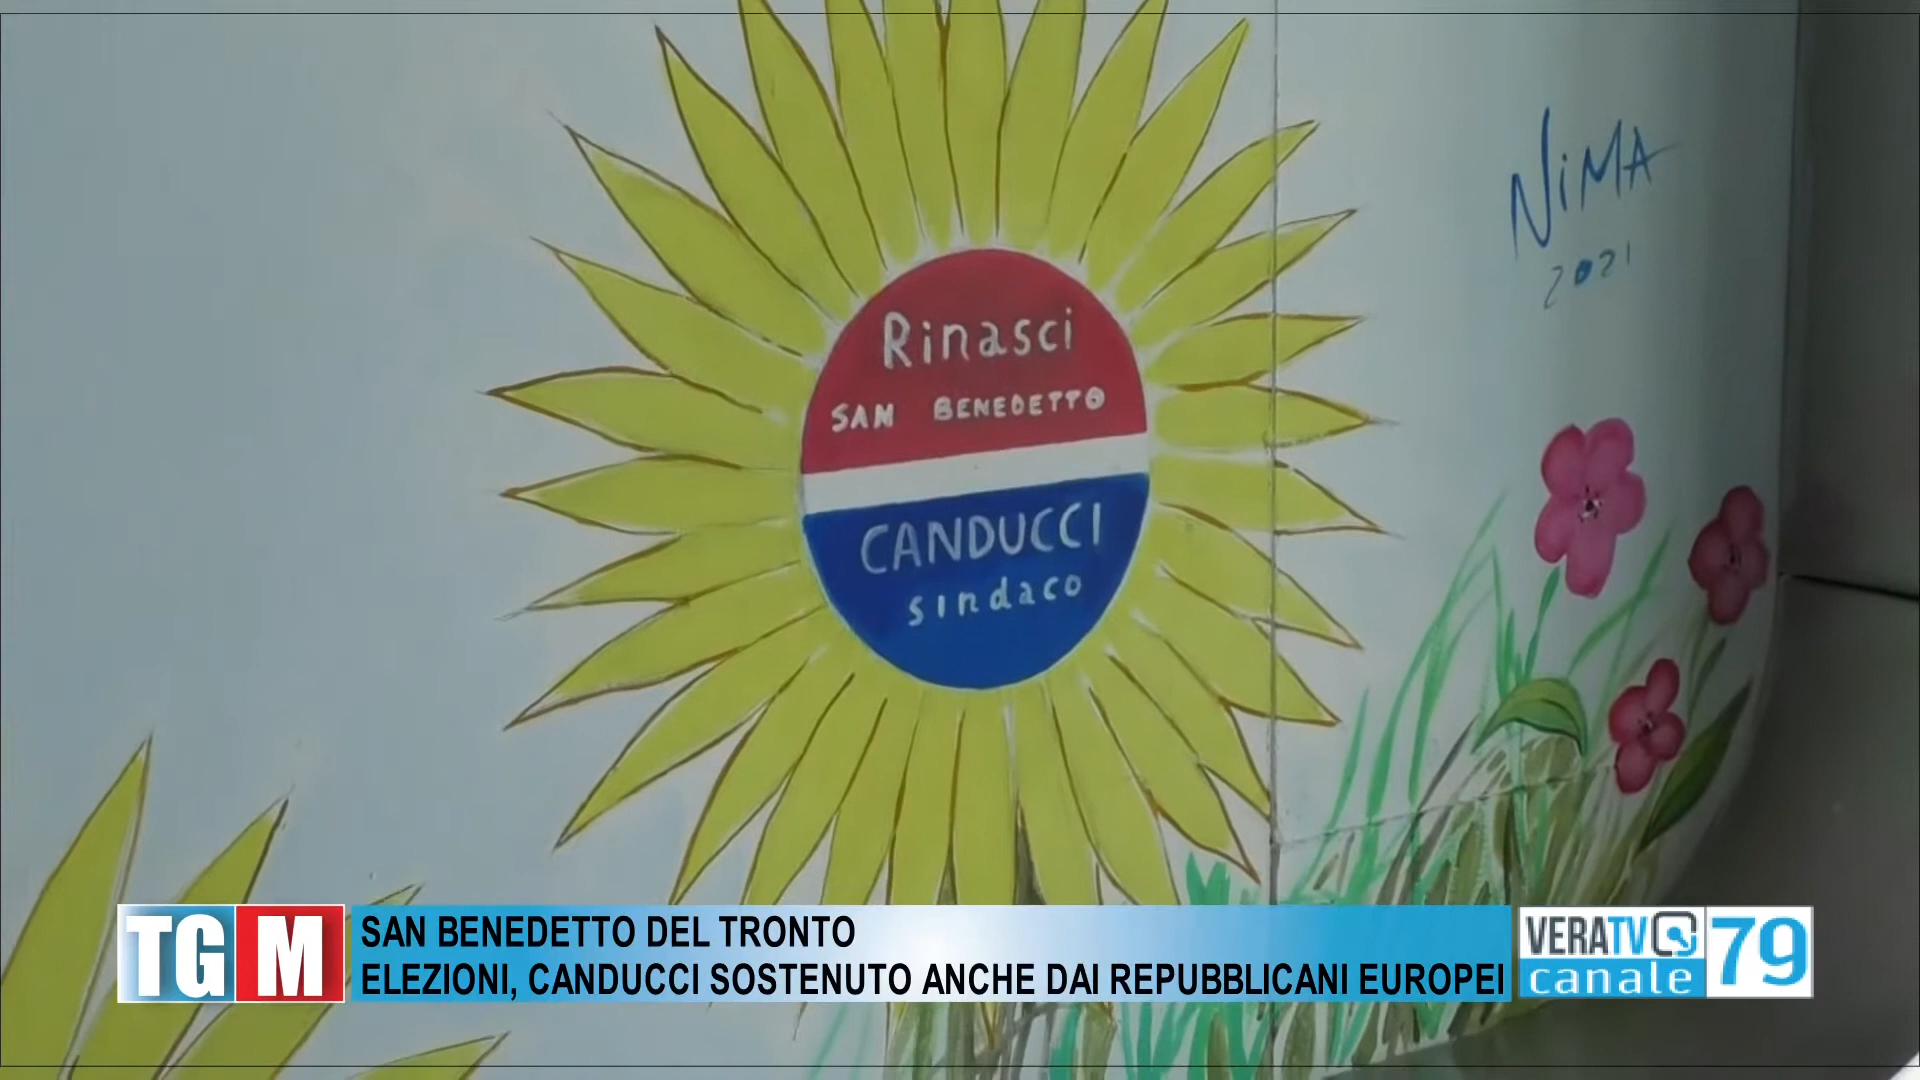 NiMA
2021
Rinasci
SAN BENEDETTO
CANDUCCI
sindaco
TGM
SAN BENEDETTO DEL TRONTO
ELEZIONI, CANDUCCI SOSTENUTO ANCHE DAI REPUBBLICANI EUROPEI
VERATV
canale
79